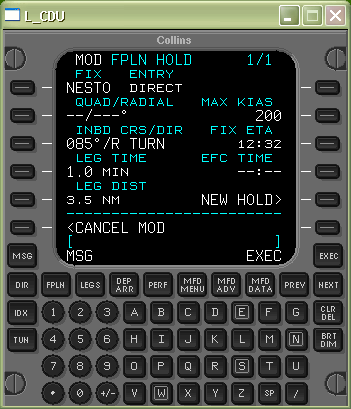 L_CDU
Collins
MOD FPLN HOLD 1/1
FIX ENTRY
NESTO DIRECT
QUAD/RADIAL MAX KIAS
--/---° 200
INBD CRS/DIR FIX ETA
085°/R TURN 12:32
LEG TIME EFC TIME
1.0 MIN --:--
LEG DIST
3.5 NM NEW HOLD>
<CANCEL MOD
[ ]
MSG EXEC
MSG EXEC
DIR FPLN LEGS DEP ARR PERF MFD MENU MFD ADV MFD DATA PREV NEXT
IDX 1 2 3 A B C D E F G CLR DEL
TUN 4 5 6 H I J K L M N BRT DIM
7 8 9 O P Q R S T U
• 0 +/- V W X Y Z SP /